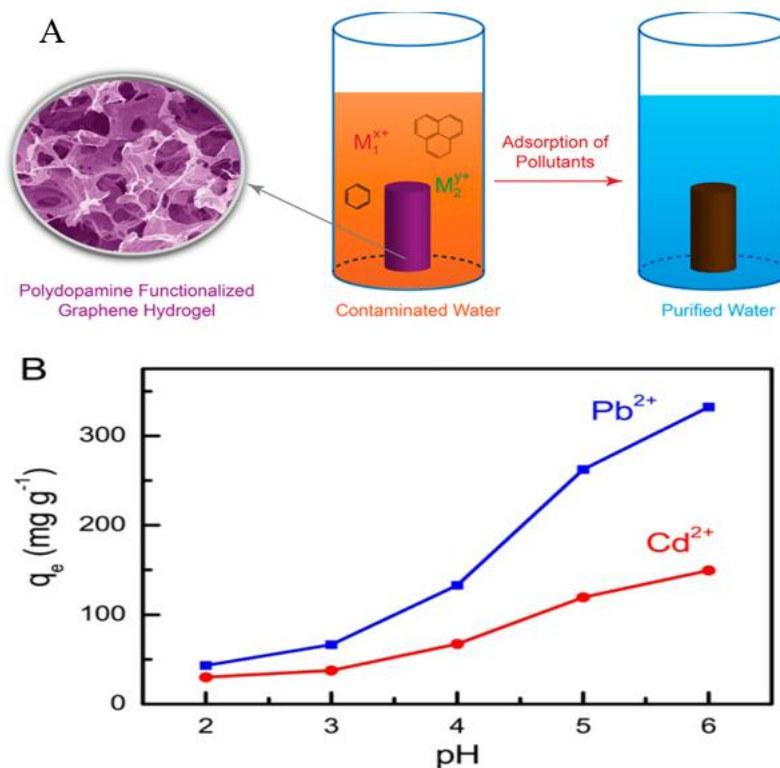 A
M₁ˣ⁺
M₂ʸ⁺
Adsorption of
Pollutants
Polydopamine Functionalized
Graphene Hydrogel
Contaminated Water
Purified Water
B
Pb²⁺
Cd²⁺
qₑ (mg g⁻¹)
300
200
100
0
2 3 4 5 6
pH